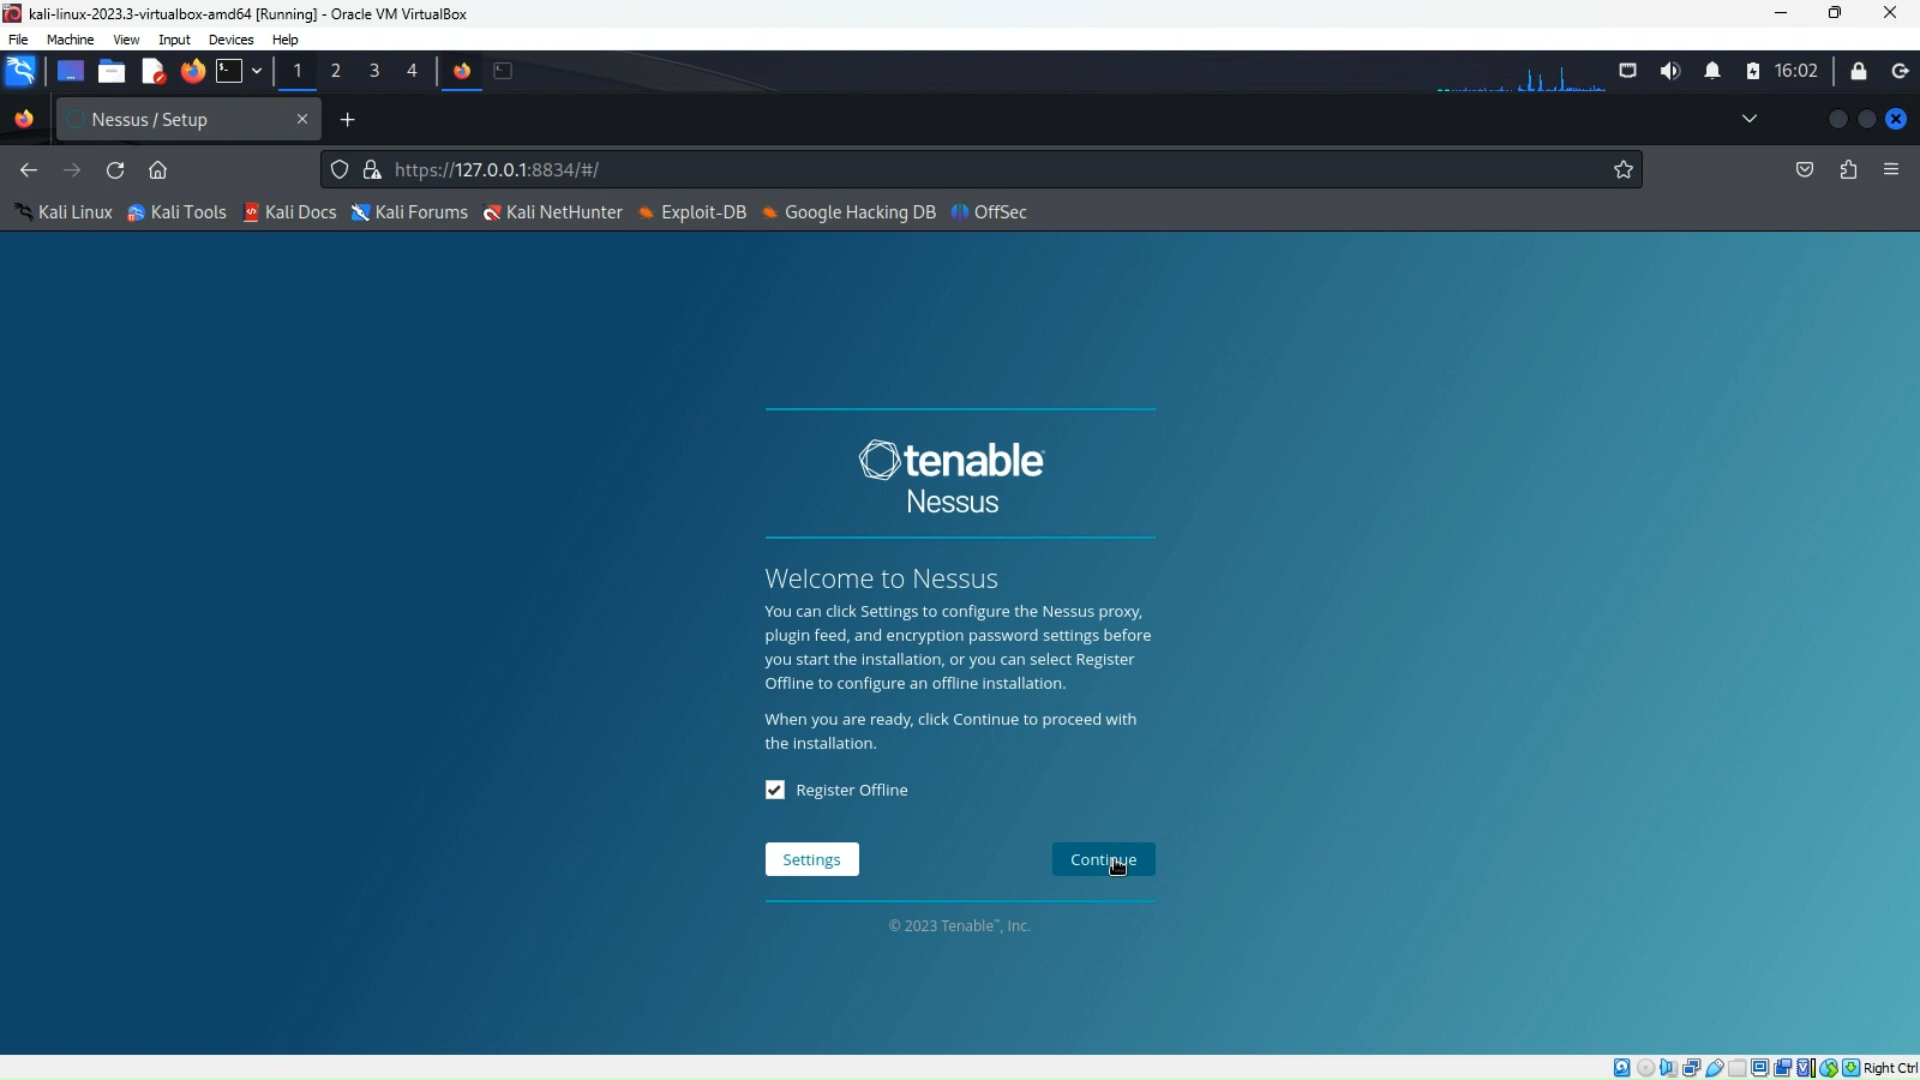 kali-linux-2023.3-virtualbox-amd64 [Running] - Oracle VM VirtualBox
File Machine View Input Devices Help
1 2 3 4 16:02
Nessus / Setup
https://127.0.0.1:8834/#/
Kali Linux Kali Tools Kali Docs Kali Forums Kali NetHunter Exploit-DB Google Hacking DB OffSec
tenable
Nessus
Welcome to Nessus
You can click Settings to configure the Nessus proxy,
plugin feed, and encryption password settings before
you start the installation, or you can select Register
Offline to configure an offline installation.
When you are ready, click Continue to proceed with
the installation.
Register Offline
Settings Continue
© 2023 Tenable™, Inc.
Right Ctrl